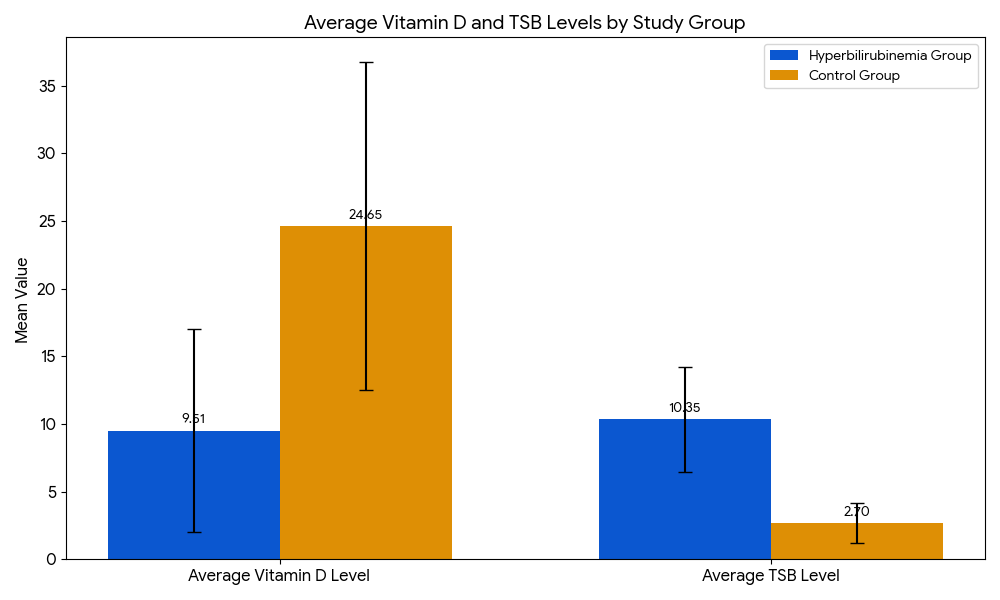 Average Vitamin D and TSB Levels by Study Group
Hyperbilirubinemia Group
Control Group
Mean Value
35
30
25
20
15
10
5
0
24.65
9.51
10.35
2.70
Average Vitamin D Level
Average TSB Level